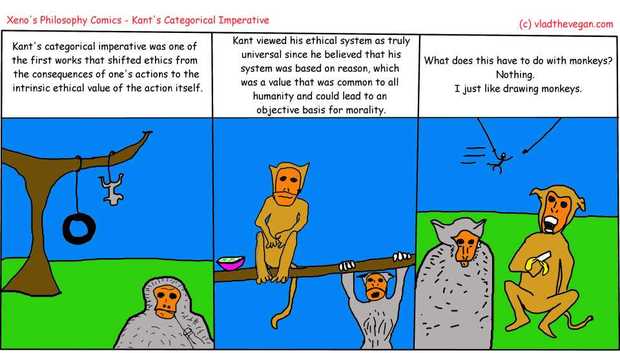 Xeno's Philosophy Comics - Kant's Categorical Imperative
(c) vladthevegan.com
Kant's categorical imperative was one of
the first works that shifted ethics from
the consequences of one's actions to the
intrinsic ethical value of the action itself.
Kant viewed his ethical system as truly
universal since he believed that his
system was based on reason, which
was a value that was common to all
humanity and could lead to an
objective basis for morality.
What does this have to do with monkeys?
Nothing.
I just like drawing monkeys.